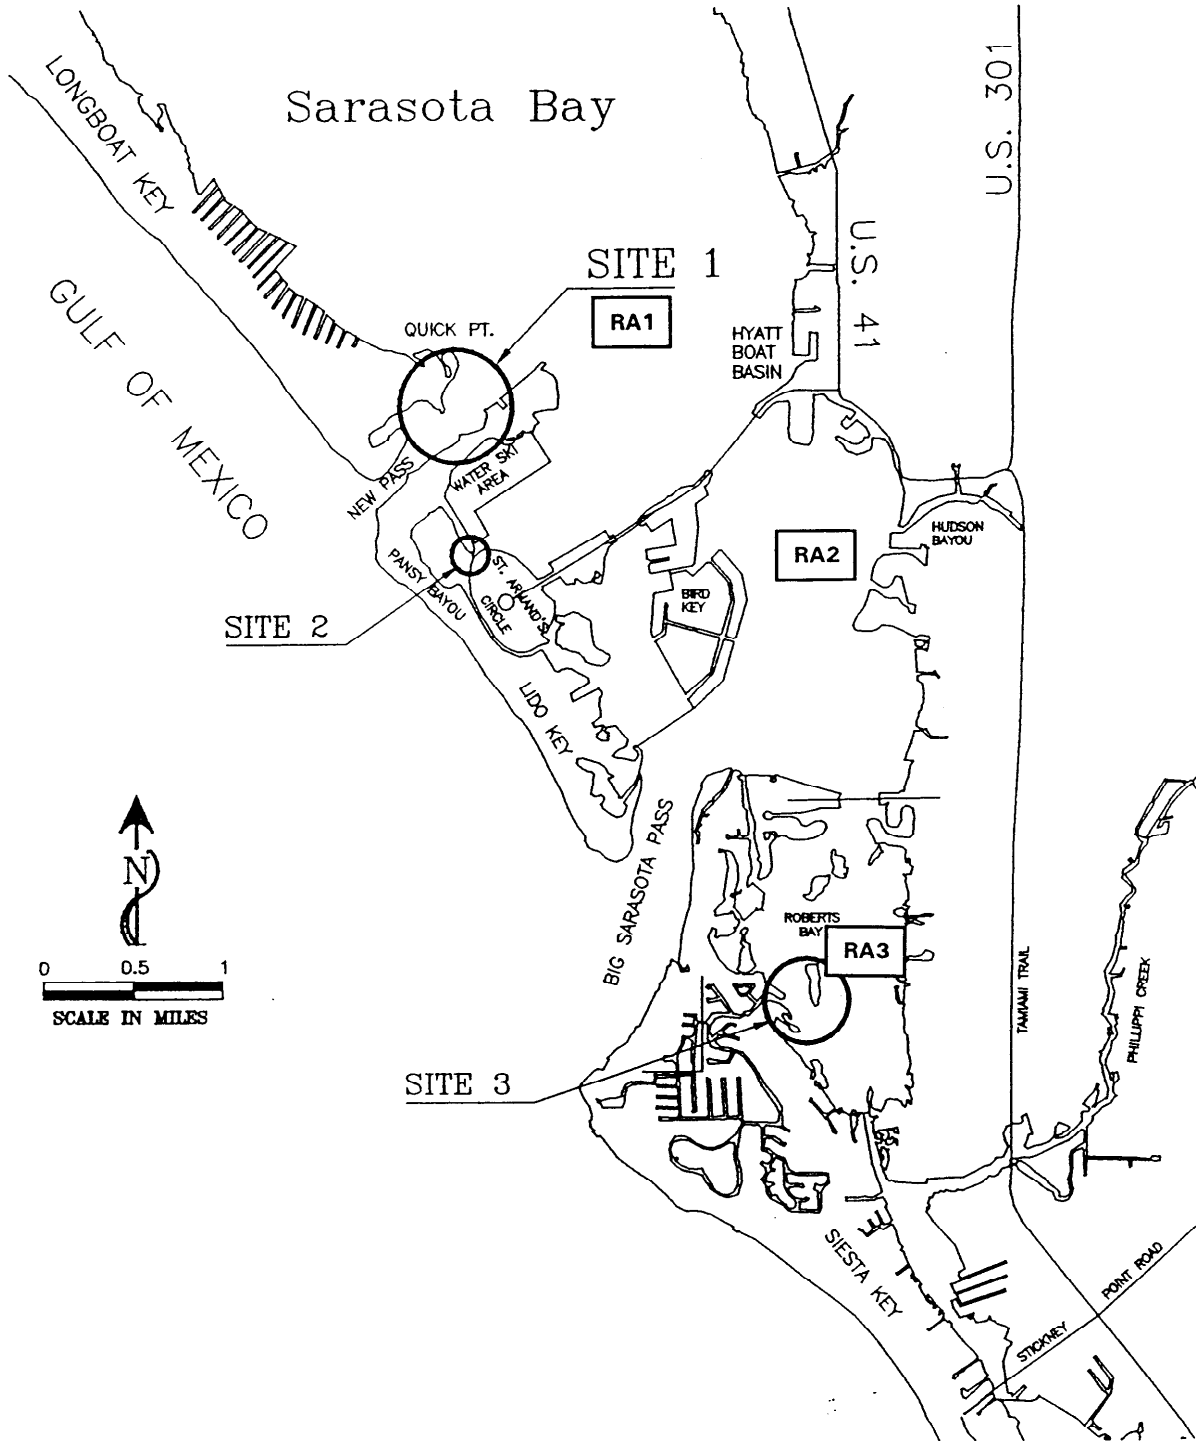 Sarasota Bay
LONGBOAT KEY
U.S. 301
U.S. 41
SITE 1
RA1
GULF OF MEXICO
QUICK PT.
HYATT
BOAT
BASIN
NEW PASS
WATER SKI
AREA
HUDSON
BAYOU
RA2
PANSY BAYOU
ST. ARMAND'S
CIRCLE
BIRD
KEY
SITE 2
LIDO KEY
BIG SARASOTA PASS
N
ROBERTS
BAY
RA3
0 0.5 1
SCALE IN MILES
TAMIAMI TRAIL
PHILLIPPI CREEK
SITE 3
SIESTA KEY
STICKNEY
POINT ROAD